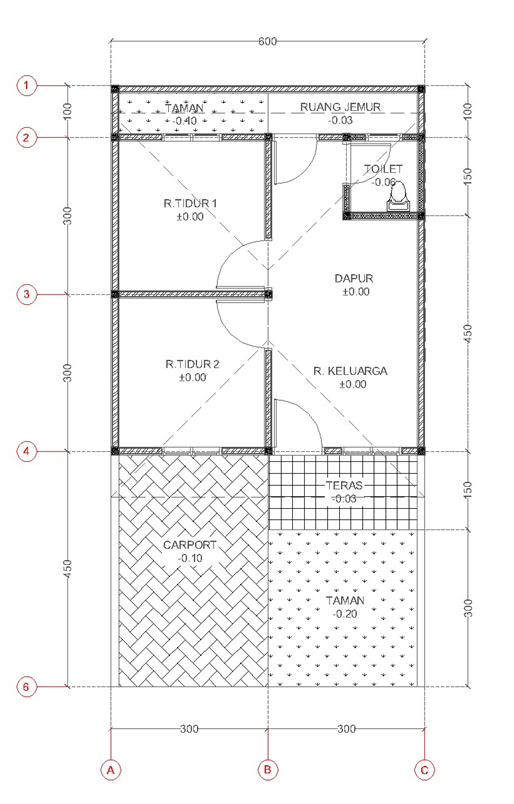 600
1
100
TAMAN
-0.40
RUANG JEMUR
-0.03
100
2
TOILET
-0.06
150
300
R.TIDUR 1
±0.00
DAPUR
±0.00
3
450
300
R.TIDUR 2
±0.00
R. KELUARGA
±0.00
4
TERAS
-0.03
150
CARPORT
-0.10
450
TAMAN
-0.20
300
6
300
300
A
B
C